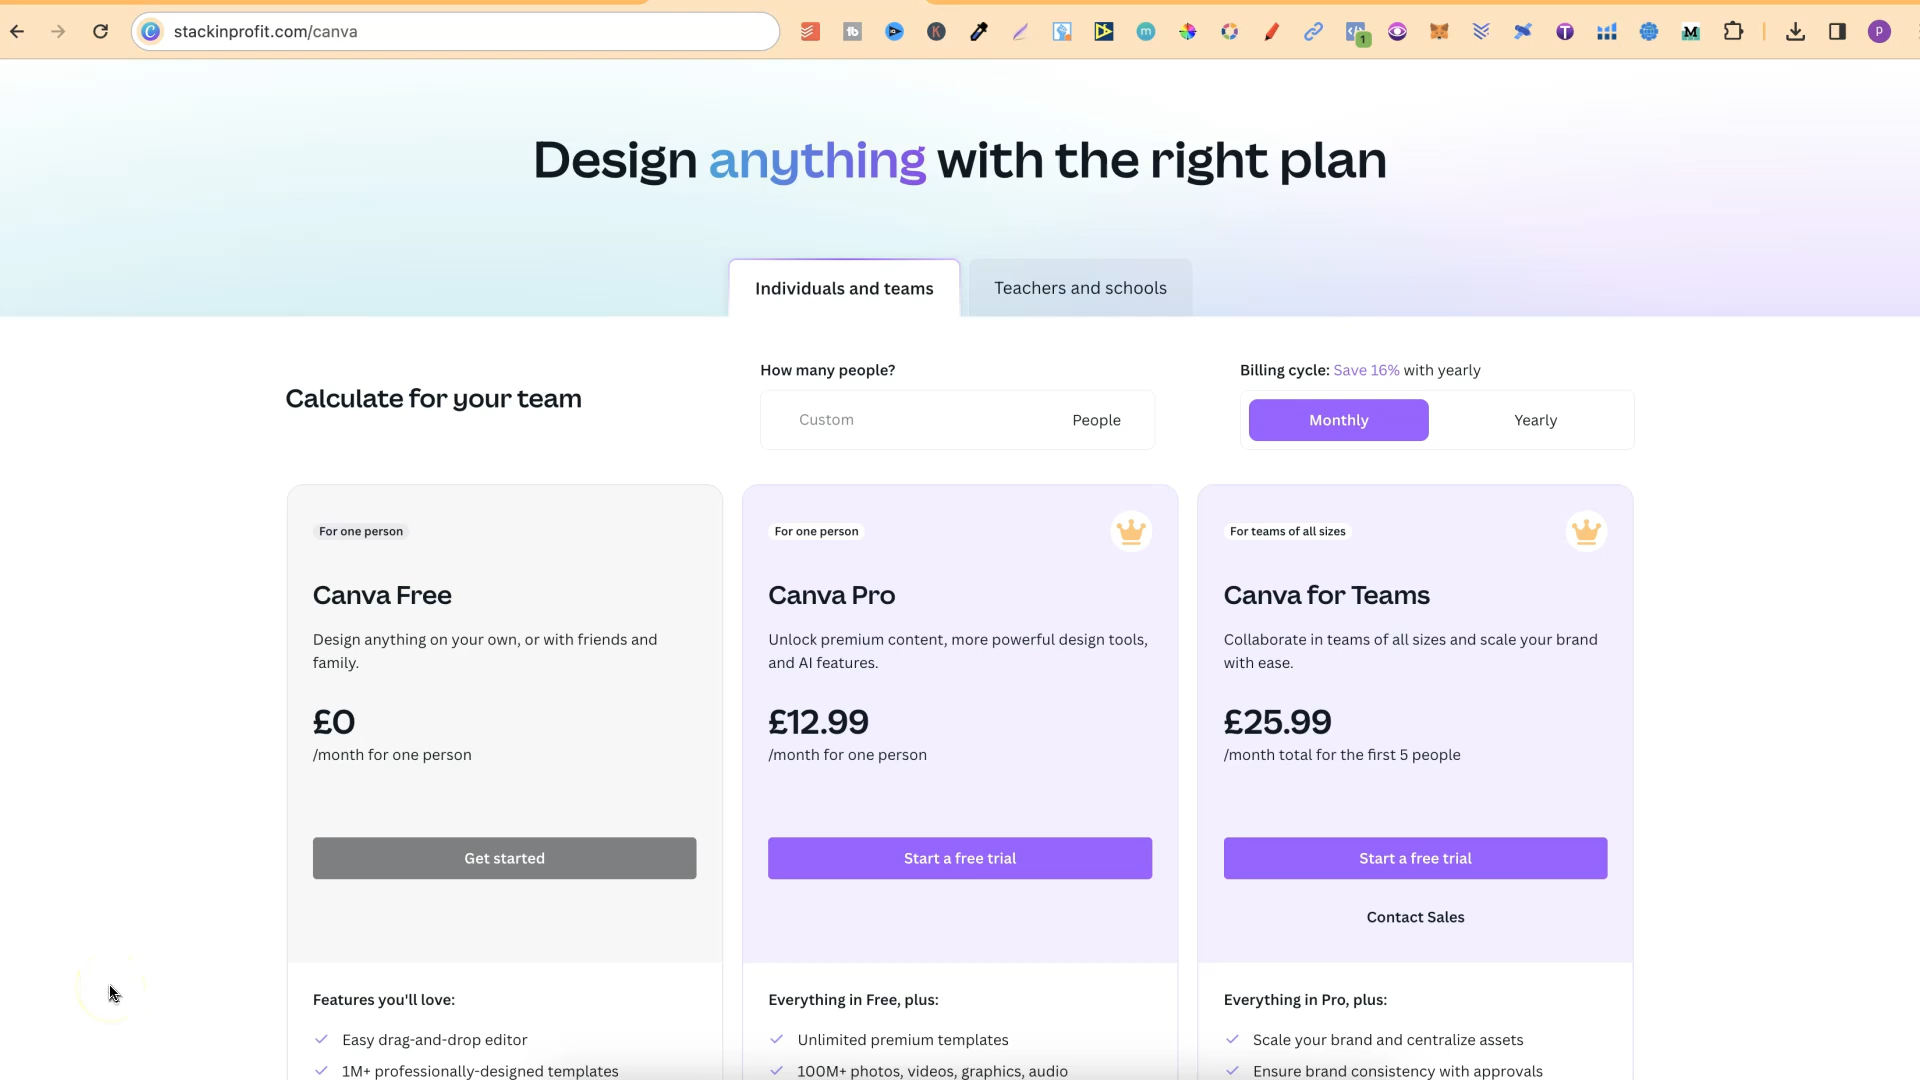 stackinprofit.com/canva
Design anything with the right plan
Individuals and teams
Teachers and schools
Calculate for your team
How many people?
Custom
People
Billing cycle: Save 16% with yearly
Monthly
Yearly
For one person
Canva Free
Design anything on your own, or with friends and
family.
£0
/month for one person
Get started
Features you'll love:
Easy drag-and-drop editor
1M+ professionally-designed templates
For one person
Canva Pro
Unlock premium content, more powerful design tools,
and AI features.
£12.99
/month for one person
Start a free trial
Everything in Free, plus:
Unlimited premium templates
100M+ photos, videos, graphics, audio
For teams of all sizes
Canva for Teams
Collaborate in teams of all sizes and scale your brand
with ease.
£25.99
/month total for the first 5 people
Start a free trial
Contact Sales
Everything in Pro, plus:
Scale your brand and centralize assets
Ensure brand consistency with approvals